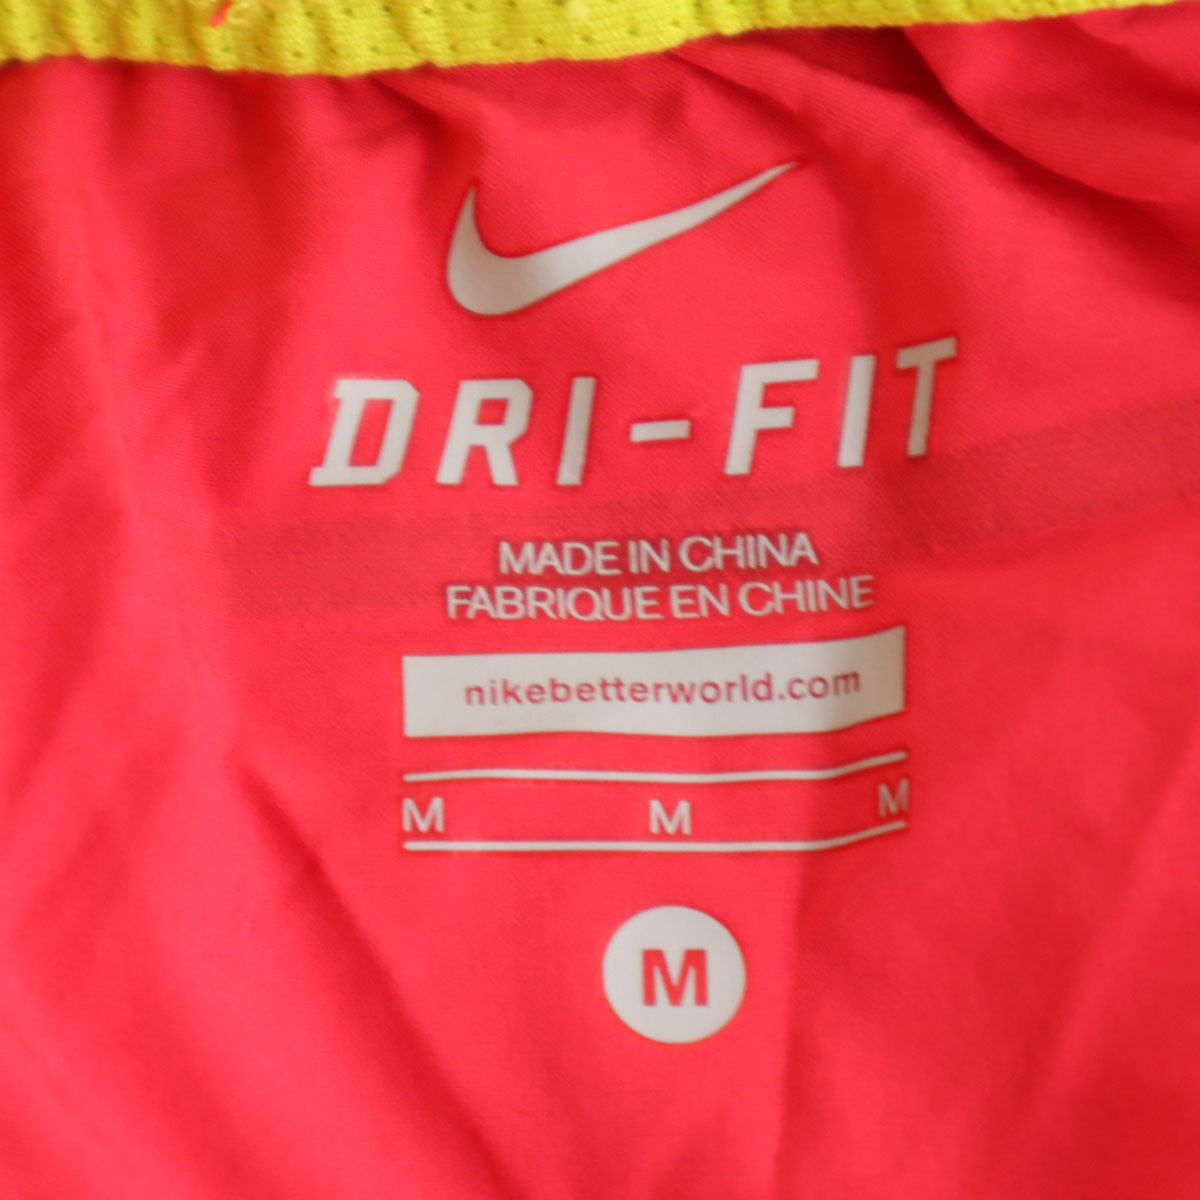 DRI-FIT
MADE IN CHINA
FABRIQUE EN CHINE
nikebetterworld.com
M M M
M